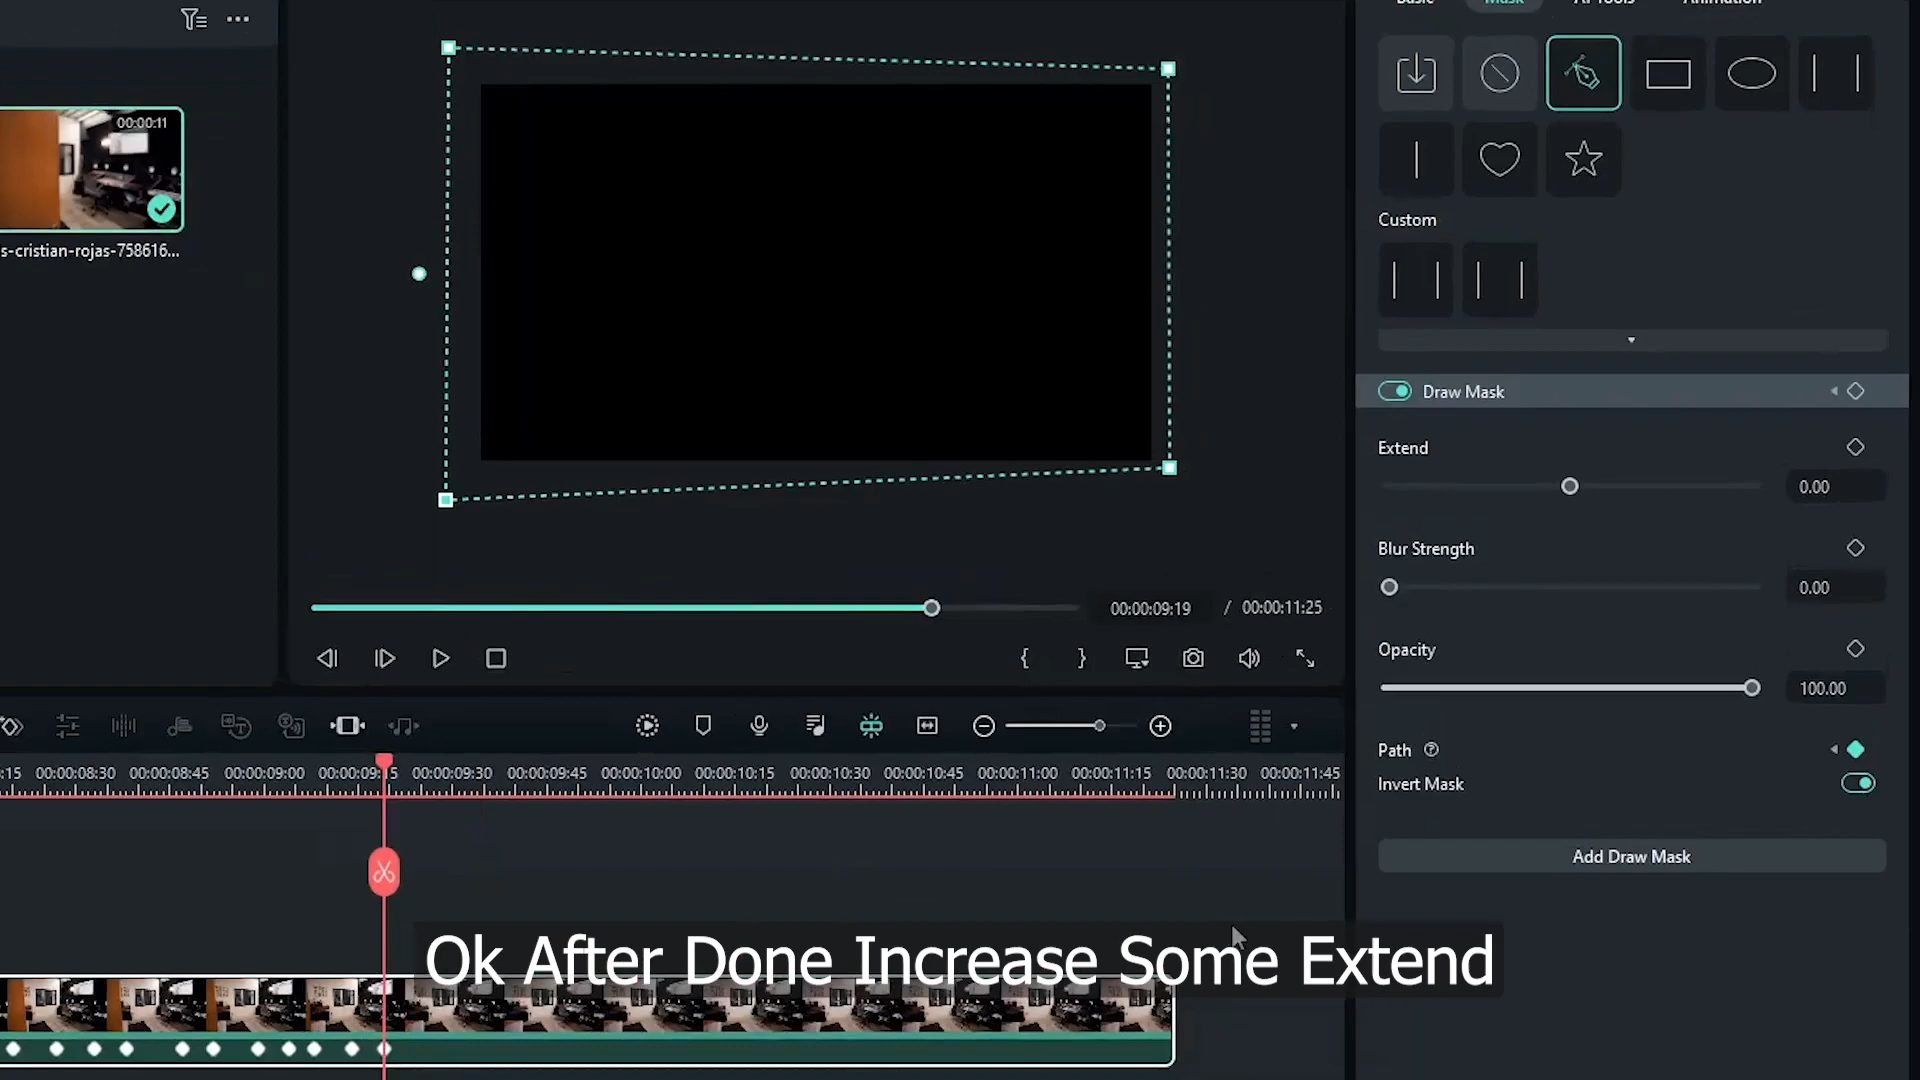 Basic
Mask
AI Tools
Animation
00:00:11
s-cristian-rojas-758616...
Custom
Draw Mask
Extend
0.00
Blur Strength
0.00
Opacity
100.00
Path
Invert Mask
Add Draw Mask
00:00:09:19 / 00:00:11:25
:15 00:00:08:30 00:00:08:45 00:00:09:00 00:00:09:15 00:00:09:30 00:00:09:45 00:00:10:00 00:00:10:15 00:00:10:30 00:00:10:45 00:00:11:00 00:00:11:15 00:00:11:30 00:00:11:45
Ok After Done Increase Some Extend